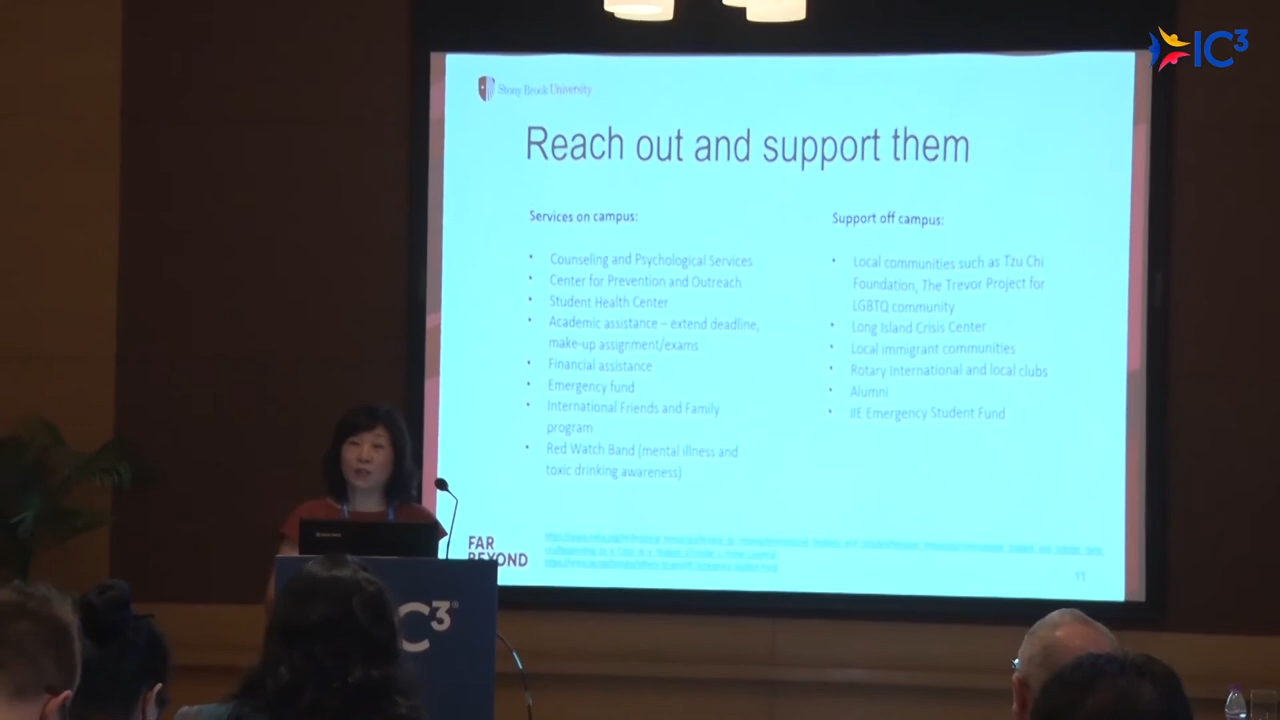 IC³
Stony Brook University
Reach out and support them
Services on campus:
• Counseling and Psychological Services
• Center for Prevention and Outreach
• Student Health Center
• Academic assistance – extend deadline,
make-up assignment/exams
• Financial assistance
• Emergency fund
• International Friends and Family
program
• Red Watch Band (mental illness and
toxic drinking awareness)
Support off campus:
• Local communities such as Tzu Chi
Foundation, The Trevor Project for
LGBTQ community
• Long Island Crisis Center
• Local immigrant communities
• Rotary International and local clubs
• Alumni
• IIE Emergency Student Fund
FAR
BEYOND
11
C³